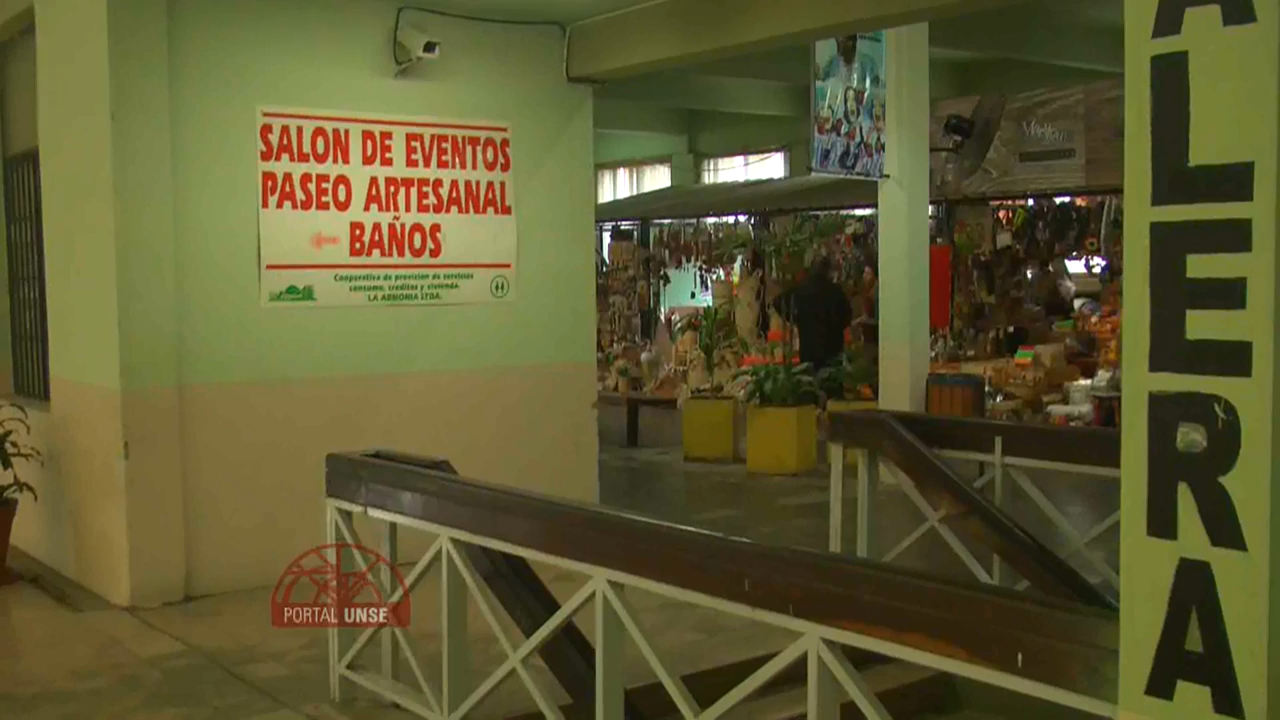 SALON DE EVENTOS
PASEO ARTESANAL
BAÑOS
Cooperativa de provision de servicios
consumo, creditos y vivienda.
LA ARMONIA LTDA.
PORTAL UNSE
ALERA